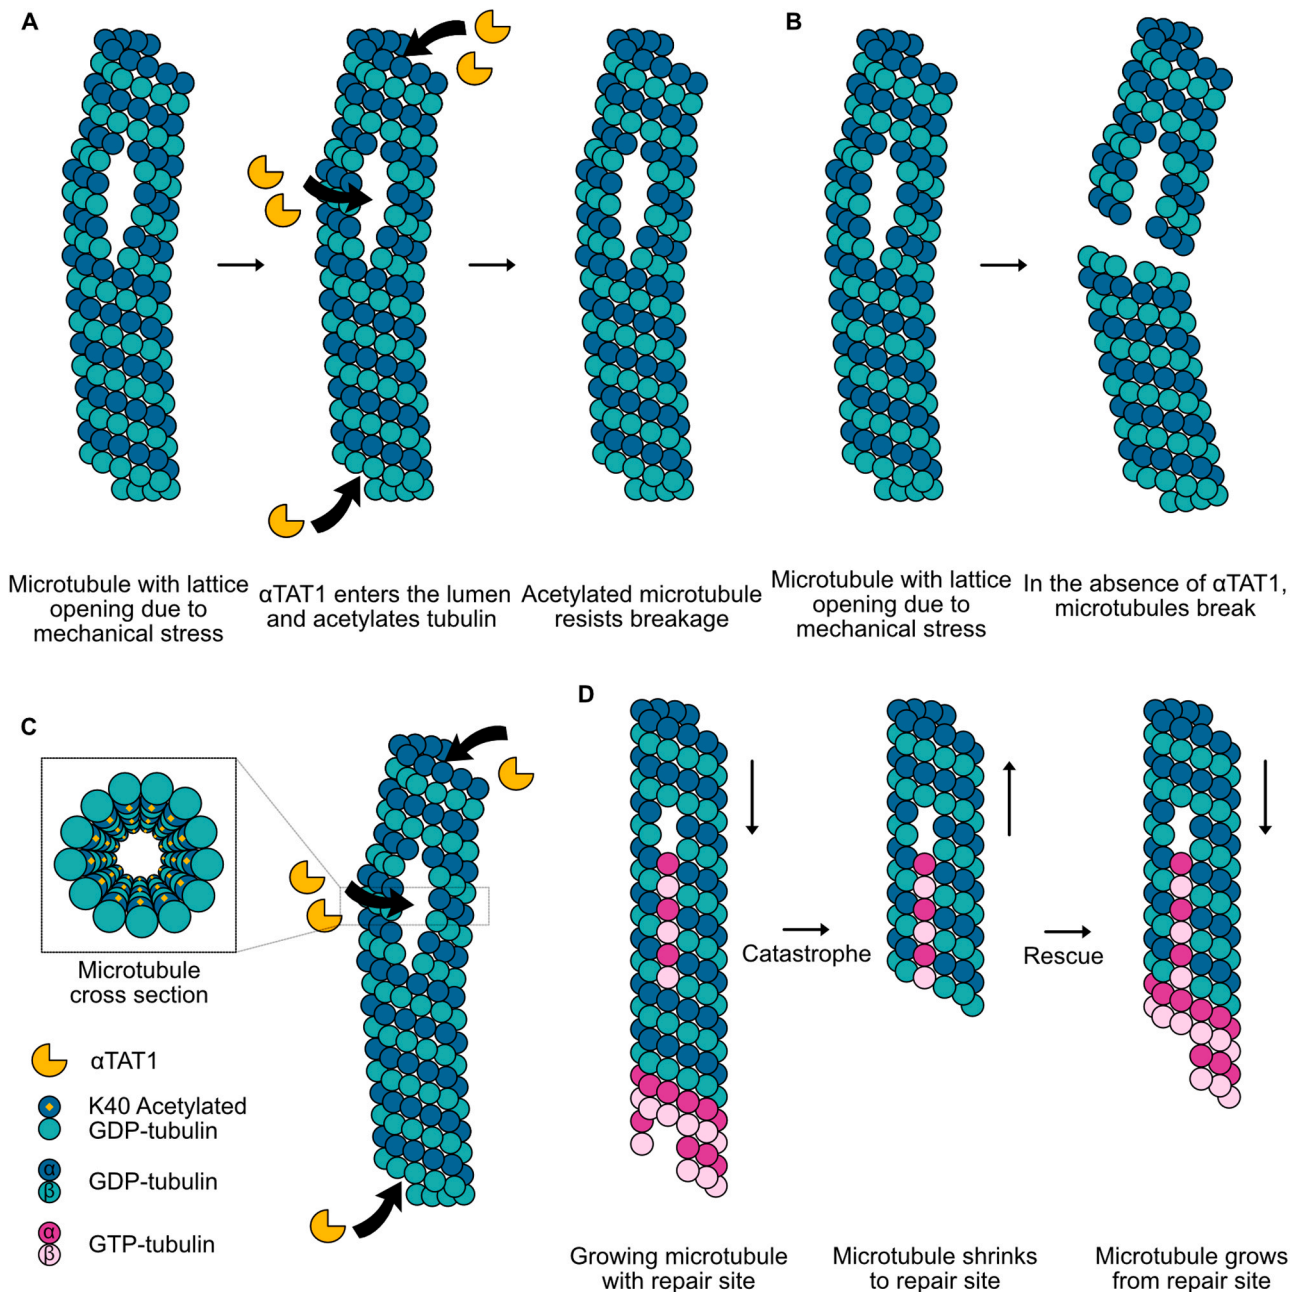 A
B
Microtubule with lattice
opening due to
mechanical stress
αTAT1 enters the lumen
and acetylates tubulin
Acetylated microtubule
resists breakage
Microtubule with lattice
opening due to
mechanical stress
In the absence of αTAT1,
microtubules break
C
Microtubule
cross section
αTAT1
K40 Acetylated
GDP-tubulin
α
β
GDP-tubulin
α
β
GTP-tubulin
D
Catastrophe
Rescue
Growing microtubule
with repair site
Microtubule shrinks
to repair site
Microtubule grows
from repair site